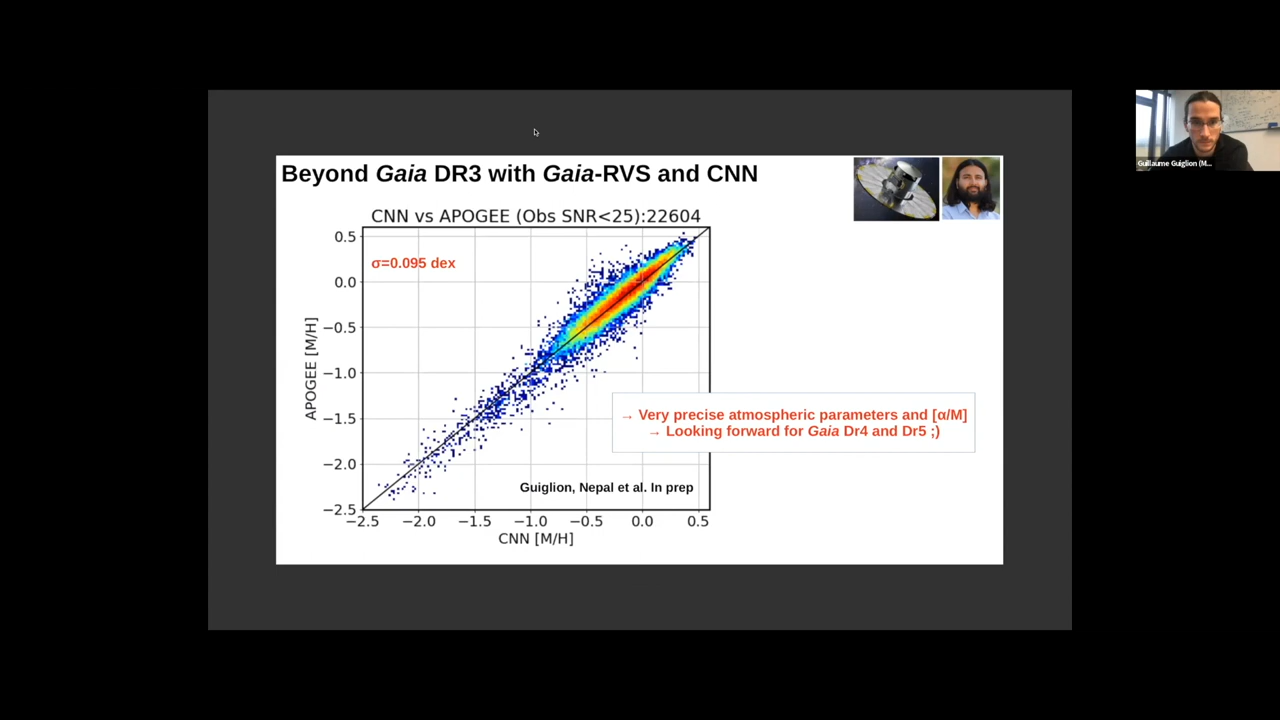 Beyond Gaia DR3 with Gaia-RVS and CNN
CNN vs APOGEE (Obs SNR<25):22604
σ=0.095 dex
APOGEE [M/H]
0.5
0.0
−0.5
−1.0
−1.5
−2.0
−2.5
→ Very precise atmospheric parameters and [α/M]
→ Looking forward for Gaia Dr4 and Dr5 ;)
Guiglion, Nepal et al. In prep
−2.5 −2.0 −1.5 −1.0 −0.5 0.0 0.5
CNN [M/H]
Guillaume Guiglion (M...